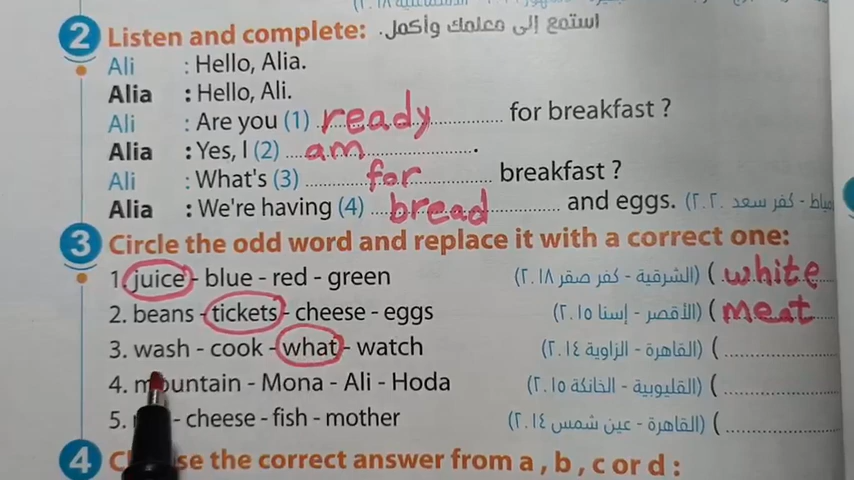 2 Listen and complete: استمع إلى معلمك وأكمل.
Ali : Hello, Alia.
Alia : Hello, Ali.
Ali : Are you (1) ready for breakfast ?
Alia : Yes, I (2) am .
Ali : What's (3) for breakfast ?
Alia : We're having (4) bread and eggs. (دمياط - كفر سعد ٢٠٢٠
3 Circle the odd word and replace it with a correct one:
1. juice - blue - red - green (الشرقية - كفر صقر ٢٠١٨) ( white
2. beans - tickets - cheese - eggs (الأقصر - إسنا ٢٠١٥) ( meat
3. wash - cook - what - watch (القاهرة - الزاوية ٢٠١٤) (
4. mountain - Mona - Ali - Hoda (القليوبية - الخانكة ٢٠١٥) (
5. - cheese - fish - mother (القاهرة - عين شمس ٢٠١٤) (
4 Choose the correct answer from a , b , c or d :